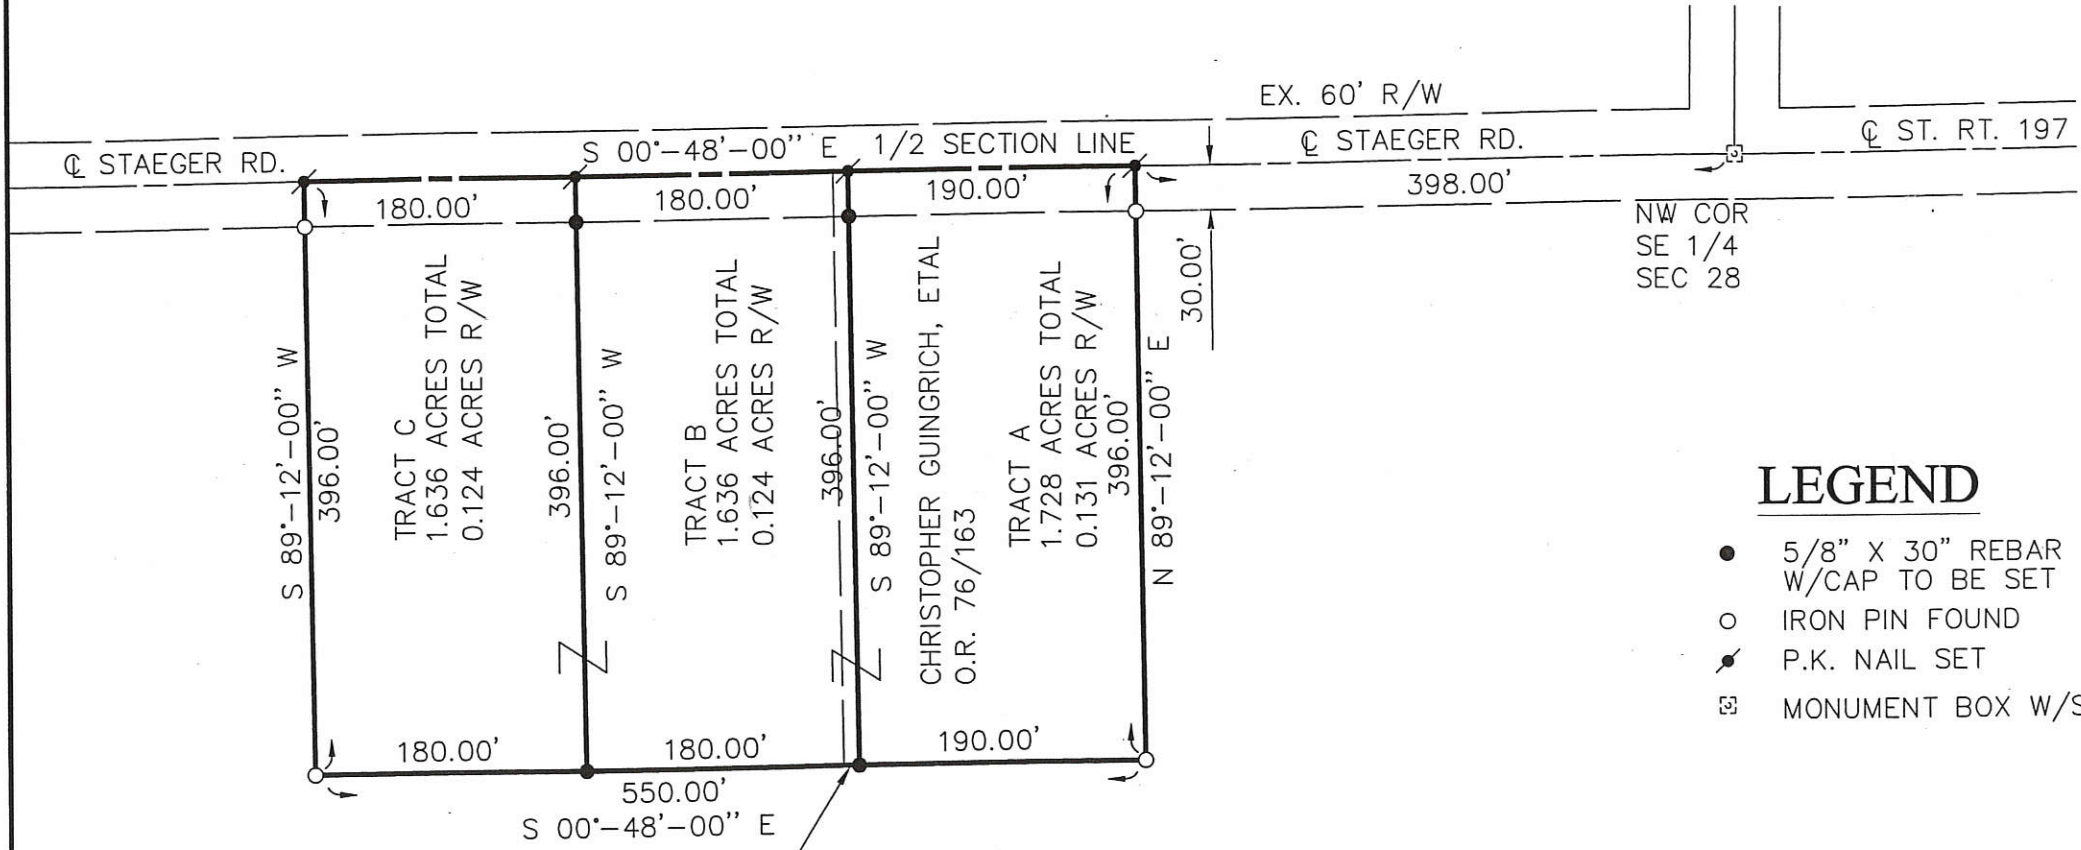 EX. 60' R/W
℄ STAEGER RD.
S 00°-48'-00" E
1/2 SECTION LINE
℄ STAEGER RD.
℄ ST. RT. 197
180.00'
180.00'
190.00'
398.00'
NW COR
SE 1/4
SEC 28
30.00'
S 89°-12'-00" W
396.00'
TRACT C
1.636 ACRES TOTAL
0.124 ACRES R/W
396.00'
S 89°-12'-00" W
TRACT B
1.636 ACRES TOTAL
0.124 ACRES R/W
396.00'
S 89°-12'-00" W
CHRISTOPHER GUINGRICH, ETAL
O.R. 76/163
TRACT A
1.728 ACRES TOTAL
0.131 ACRES R/W
396.00'
N 89°-12'-00" E
180.00'
180.00'
190.00'
550.00'
S 00°-48'-00" E
LEGEND
5/8" X 30" REBAR
W/CAP TO BE SET
IRON PIN FOUND
P.K. NAIL SET
MONUMENT BOX W/S